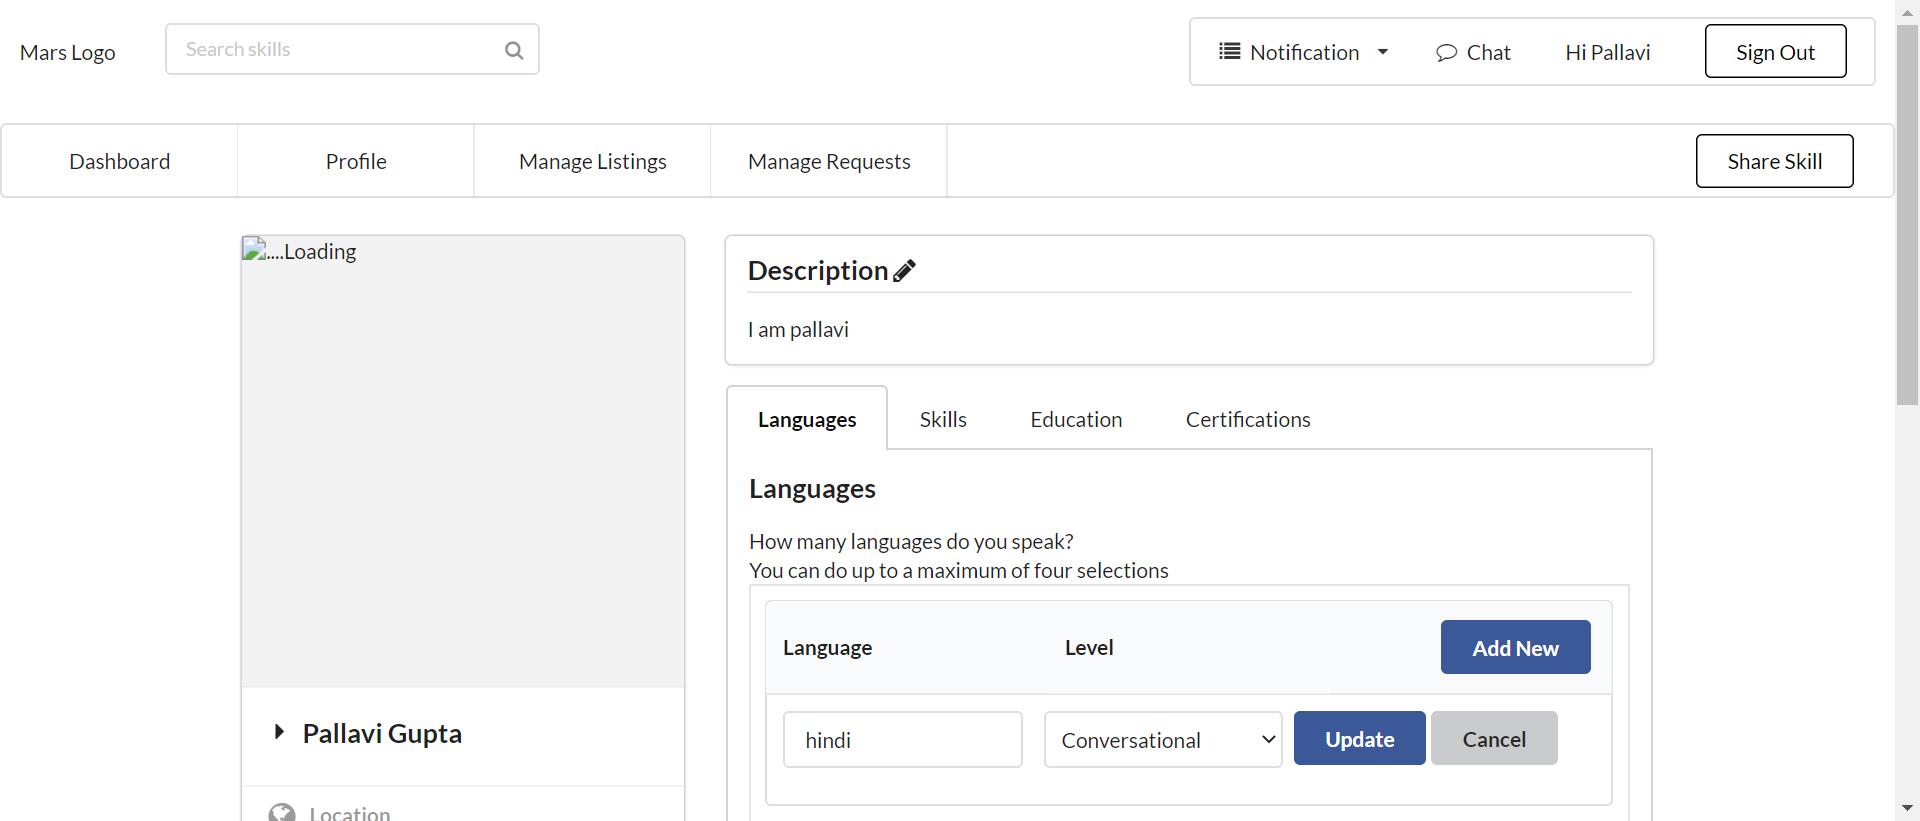 Mars Logo
Search skills
Notification
Chat
Hi Pallavi
Sign Out
Dashboard
Profile
Manage Listings
Manage Requests
Share Skill
....Loading
Pallavi Gupta
Location
Description
I am pallavi
Languages
Skills
Education
Certifications
Languages
How many languages do you speak?
You can do up to a maximum of four selections
Language
Level
Add New
hindi
Conversational
Update
Cancel